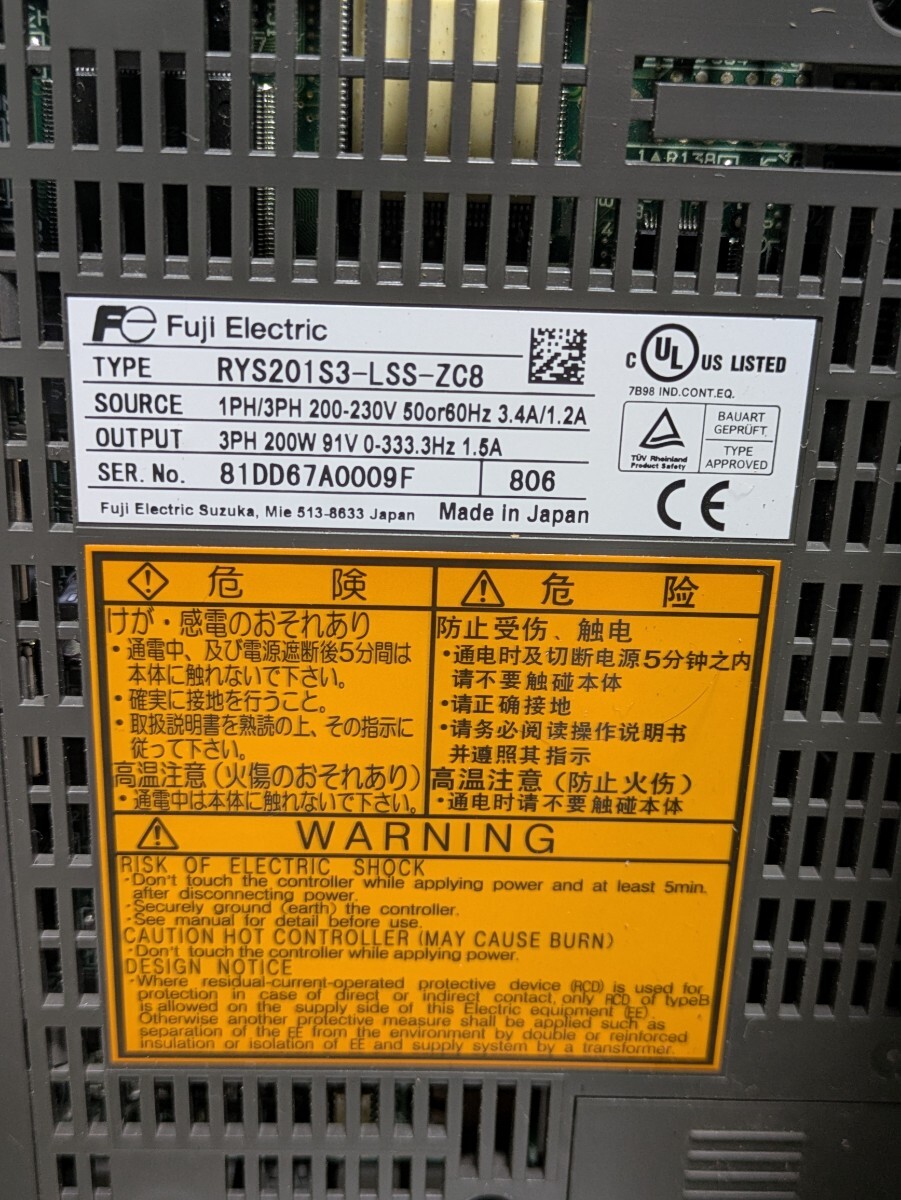 1▲R138
Fe Fuji Electric
TYPE RYS201S3-LSS-ZC8
SOURCE 1PH/3PH 200-230V 50or60Hz 3.4A/1.2A
OUTPUT 3PH 200W 91V 0-333.3Hz 1.5A
SER. No. 81DD67A0009F 806
Fuji Electric Suzuka, Mie 513-8633 Japan Made in Japan
C UL US LISTED
7B98 IND.CONT.EQ.
TÜV Rheinland
Product Safety
BAUART
GEPRÜFT
TYPE
APPROVED
CE
危険
けが・感電のおそれあり
・通電中、及び電源遮断後5分間は
本体に触れないで下さい。
・確実に接地を行うこと。
・取扱説明書を熟読の上、その指示に
従って下さい。
高温注意(火傷のおそれあり)
・通電中は本体に触れないで下さい。
危险
防止受伤、触电
・通电时及切断电源5分钟之内
请不要触碰本体
・请正确接地
・请务必阅读操作说明书
并遵照其指示
高温注意(防止火伤)
・通电时请不要触碰本体
WARNING
RISK OF ELECTRIC SHOCK
・Don't touch the controller while applying power and at least 5min.
after disconnecting power.
・Securely ground (earth) the controller.
・See manual for detail before use.
CAUTION HOT CONTROLLER (MAY CAUSE BURN)
・Don't touch the controller while applying power.
DESIGN NOTICE
・Where residual-current-operated protective device (RCD) is used for
protection in case of direct or indirect contact, only RCD of typeB
is allowed on the supply side of this Electric equipment (EE).
Otherwise another protective measure shall be applied such as
separation of the EE from the environment by double or reinforced
insulation or isolation of EE and supply system by a transformer.